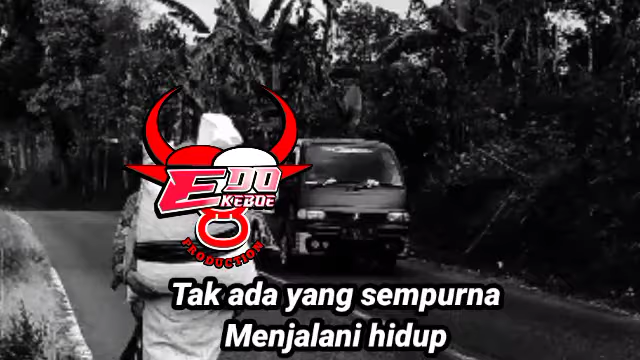 EDO
KEBOE
PRODUCTION
Tak ada yang sempurna
Menjalani hidup